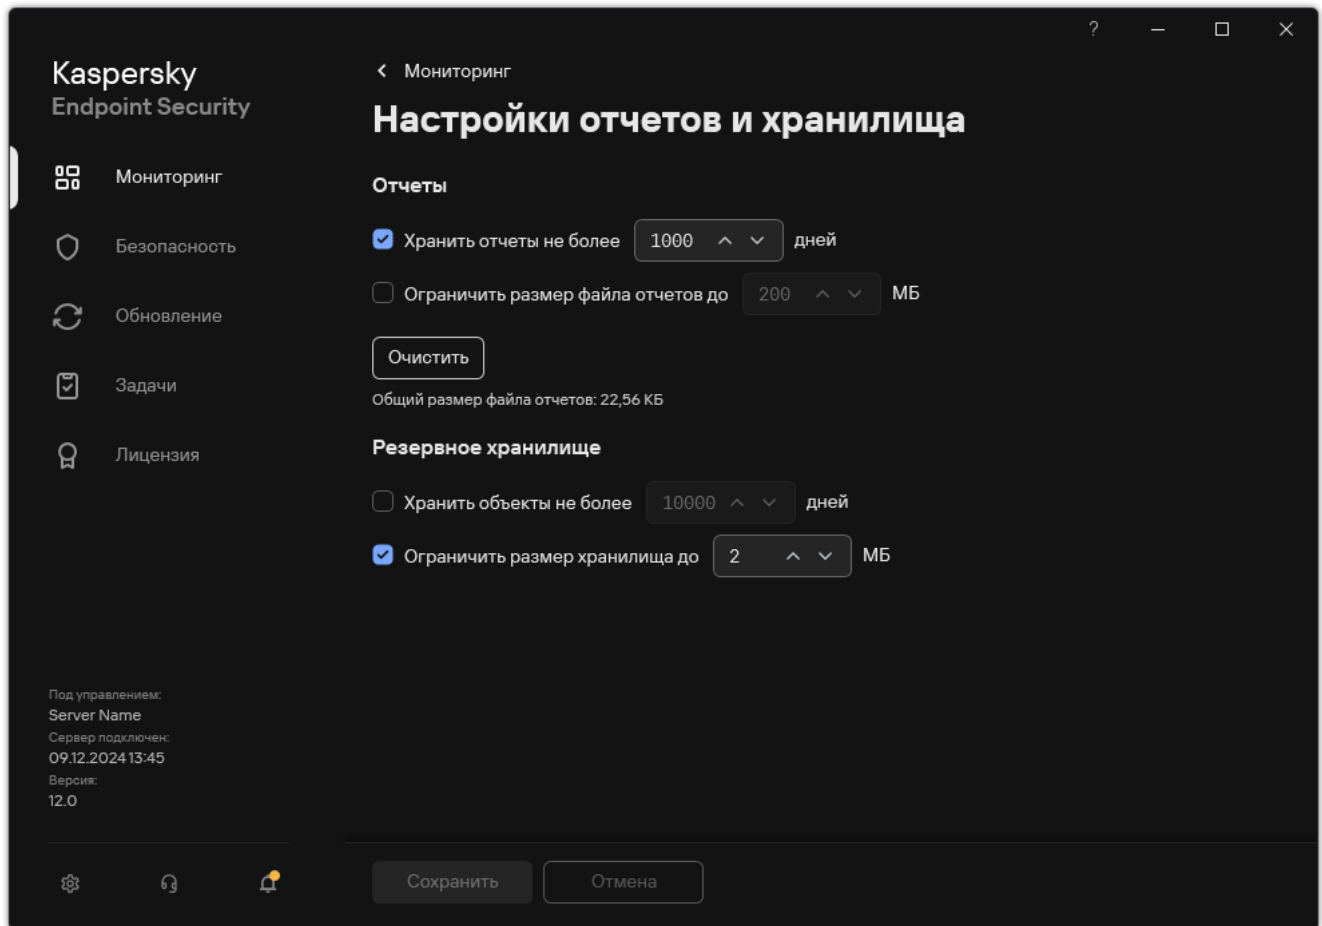 ?
Kaspersky
Endpoint Security
Мониторинг
Безопасность
Обновление
Задачи
Лицензия
Под управлением:
Server Name
Сервер подключен:
09.12.2024 13:45
Версия:
12.0
Мониторинг
Настройки отчетов и хранилища
Отчеты
Хранить отчеты не более 1000 дней
Ограничить размер файла отчетов до 200 МБ
Очистить
Общий размер файла отчетов: 22,56 КБ
Резервное хранилище
Хранить объекты не более 10000 дней
Ограничить размер хранилища до 2 МБ
Сохранить Отмена